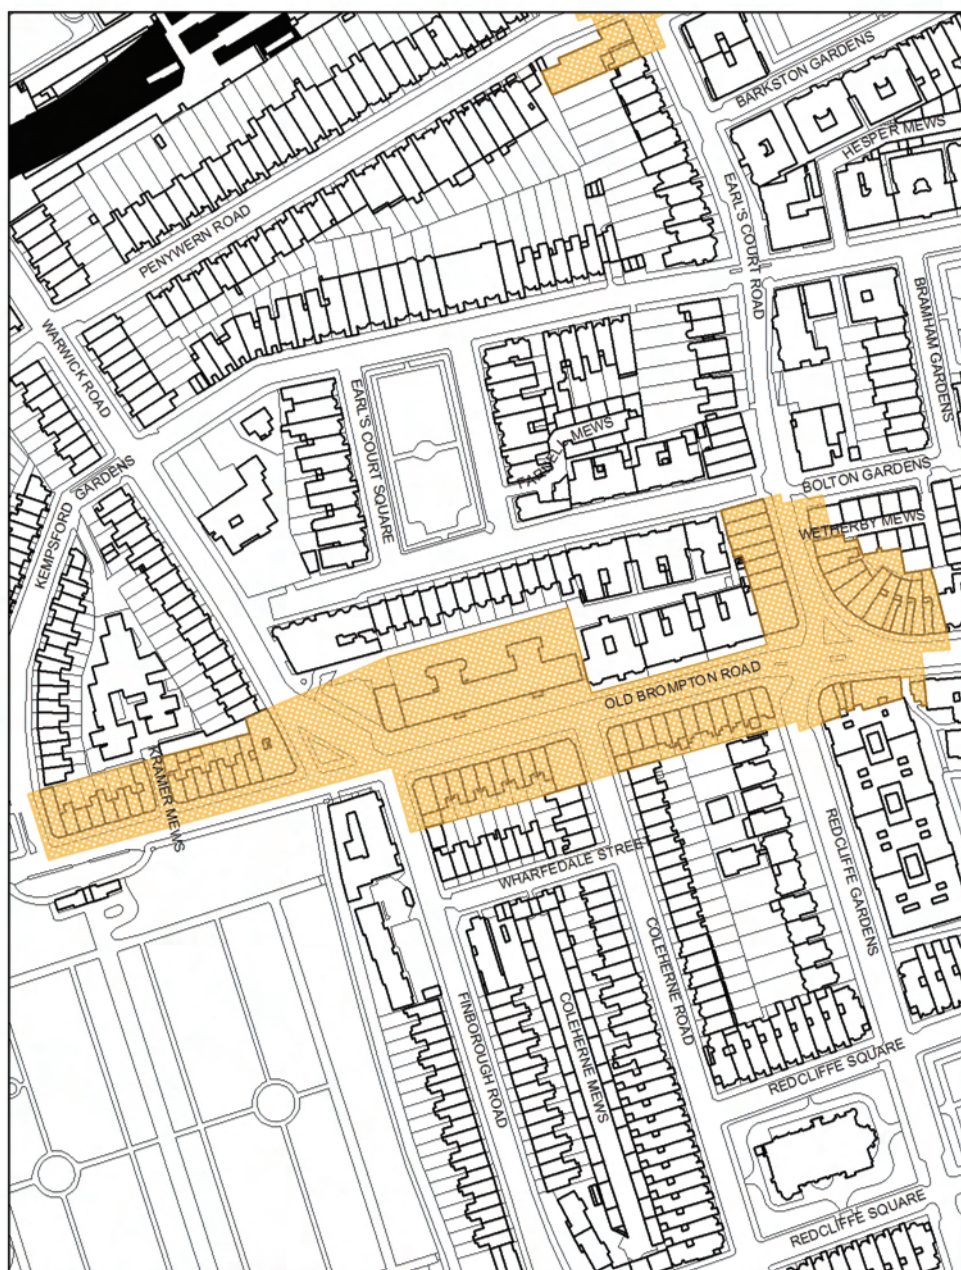 BARKSTON GARDENS
HESPER MEWS
EARL'S COURT ROAD
PENYWERN ROAD
BRAMHAM GARDENS
WARWICK ROAD
EARL'S COURT SQUARE
FARNELL MEWS
BOLTON GARDENS
KEMPSFORD GARDENS
WETHERBY MEWS
OLD BROMPTON ROAD
KRAMER MEWS
WHARFEDALE STREET
REDCLIFFE GARDENS
COLEHERNE ROAD
FINBOROUGH ROAD
COLEHERNE MEWS
REDCLIFFE SQUARE
REDCLIFFE SQUARE